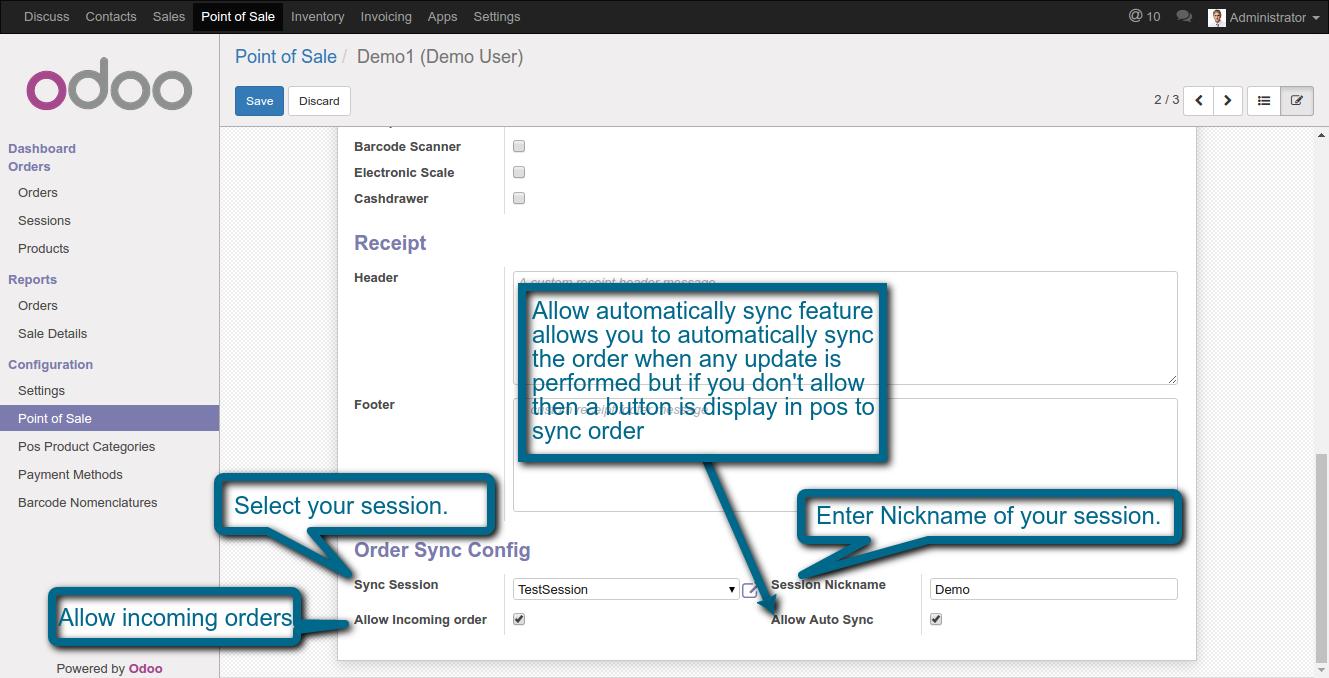 Discuss Contacts Sales Point of Sale Inventory Invoicing Apps Settings @ 10 Administrator
odoo
Point of Sale / Demo1 (Demo User)
Save Discard 2 / 3
Dashboard
Orders
Orders
Sessions
Products
Reports
Orders
Sale Details
Configuration
Settings
Point of Sale
Pos Product Categories
Payment Methods
Barcode Nomenclatures
Powered by Odoo
Barcode Scanner
Electronic Scale
Cashdrawer
Receipt
Header
A custom receipt header message...
Allow automatically sync feature
allows you to automatically sync
the order when any update is
performed but if you don't allow
then a button is display in pos to
sync order
Footer
custom receipt footer message
Select your session.
Enter Nickname of your session.
Order Sync Config
Sync Session TestSession Session Nickname Demo
Allow incoming orders
Allow Incoming order Allow Auto Sync